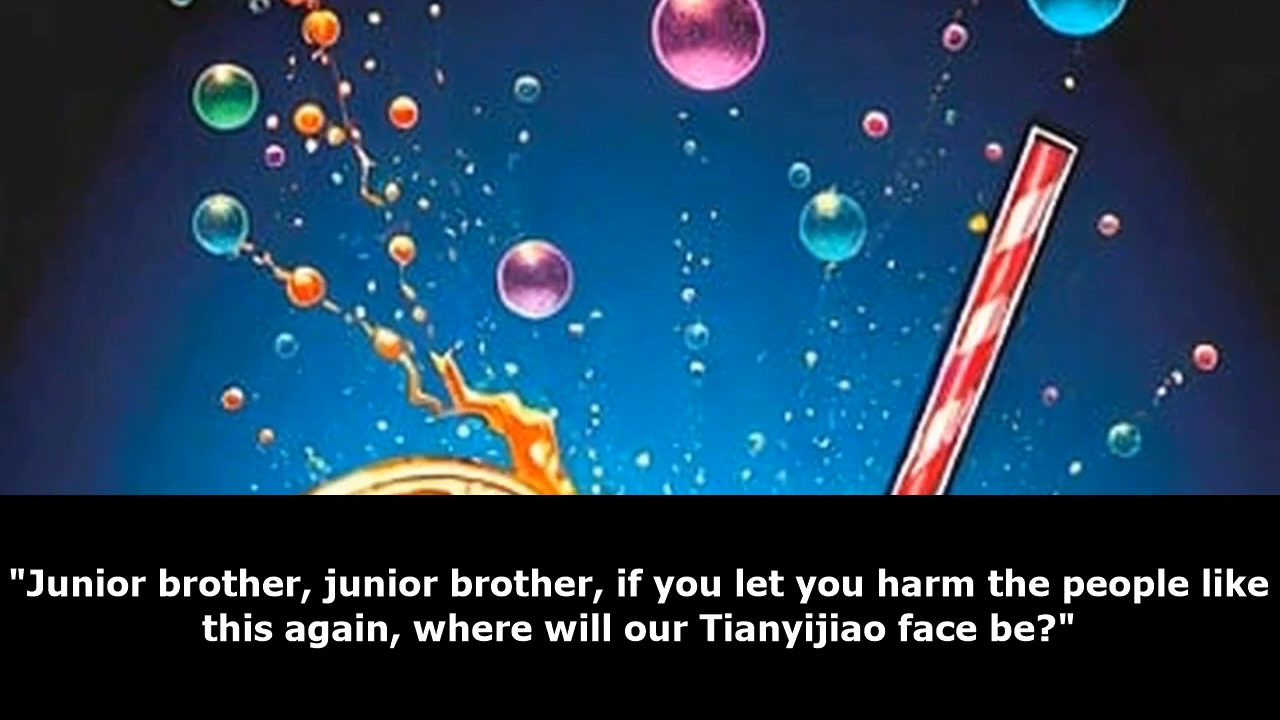 "Junior brother, junior brother, if you let you harm the people like
this again, where will our Tianyijiao face be?"